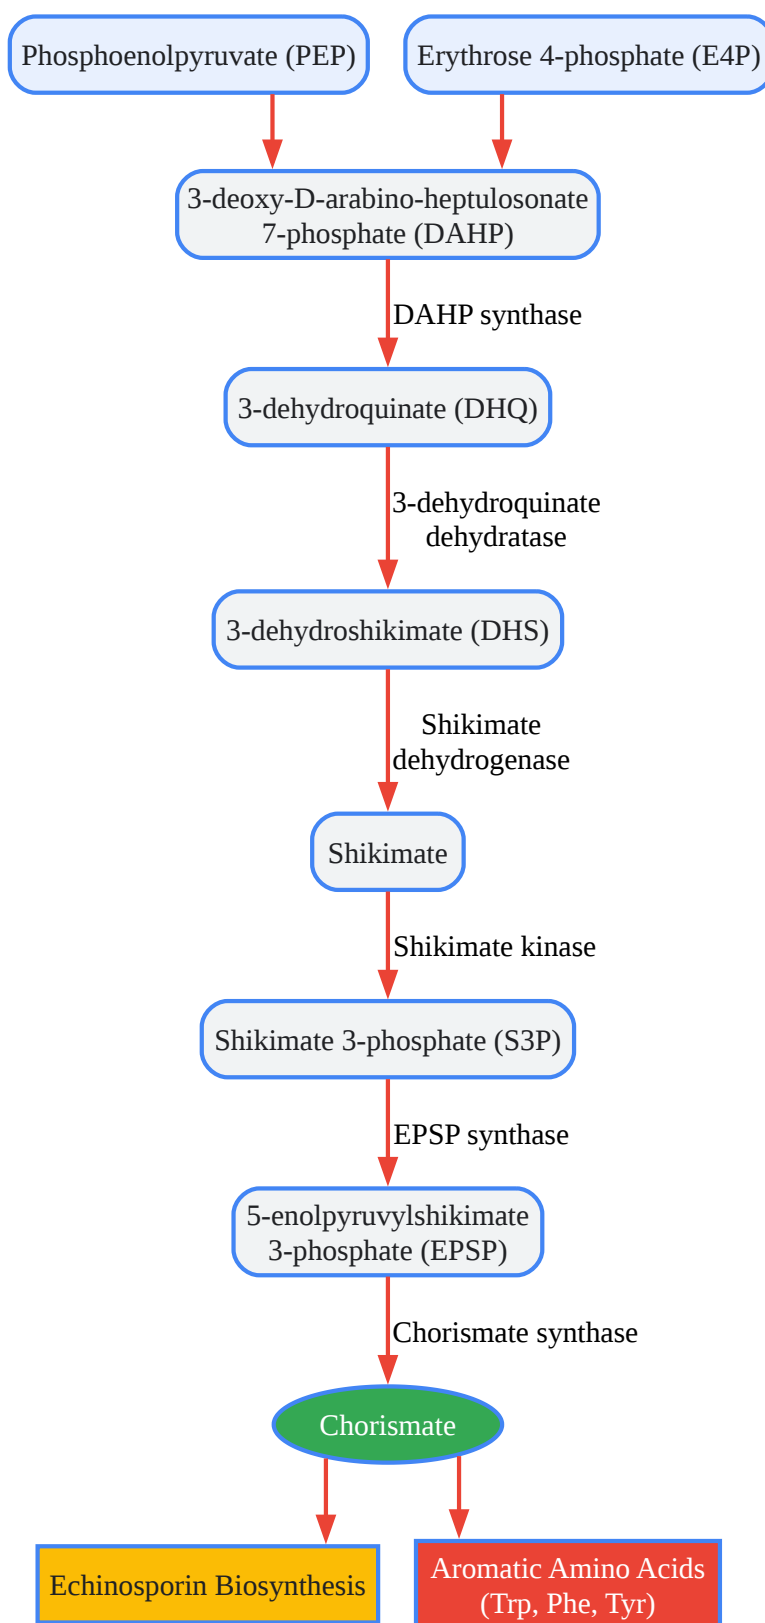 Phosphoenolpyruvate (PEP)
Erythrose 4-phosphate (E4P)
3-deoxy-D-arabino-heptulosonate
7-phosphate (DAHP)
DAHP synthase
3-dehydroquinate (DHQ)
3-dehydroquinate
dehydratase
3-dehydroshikimate (DHS)
Shikimate
dehydrogenase
Shikimate
Shikimate kinase
Shikimate 3-phosphate (S3P)
EPSP synthase
5-enolpyruvylshikimate
3-phosphate (EPSP)
Chorismate synthase
Chorismate
Echinosporin Biosynthesis
Aromatic Amino Acids
(Trp, Phe, Tyr)